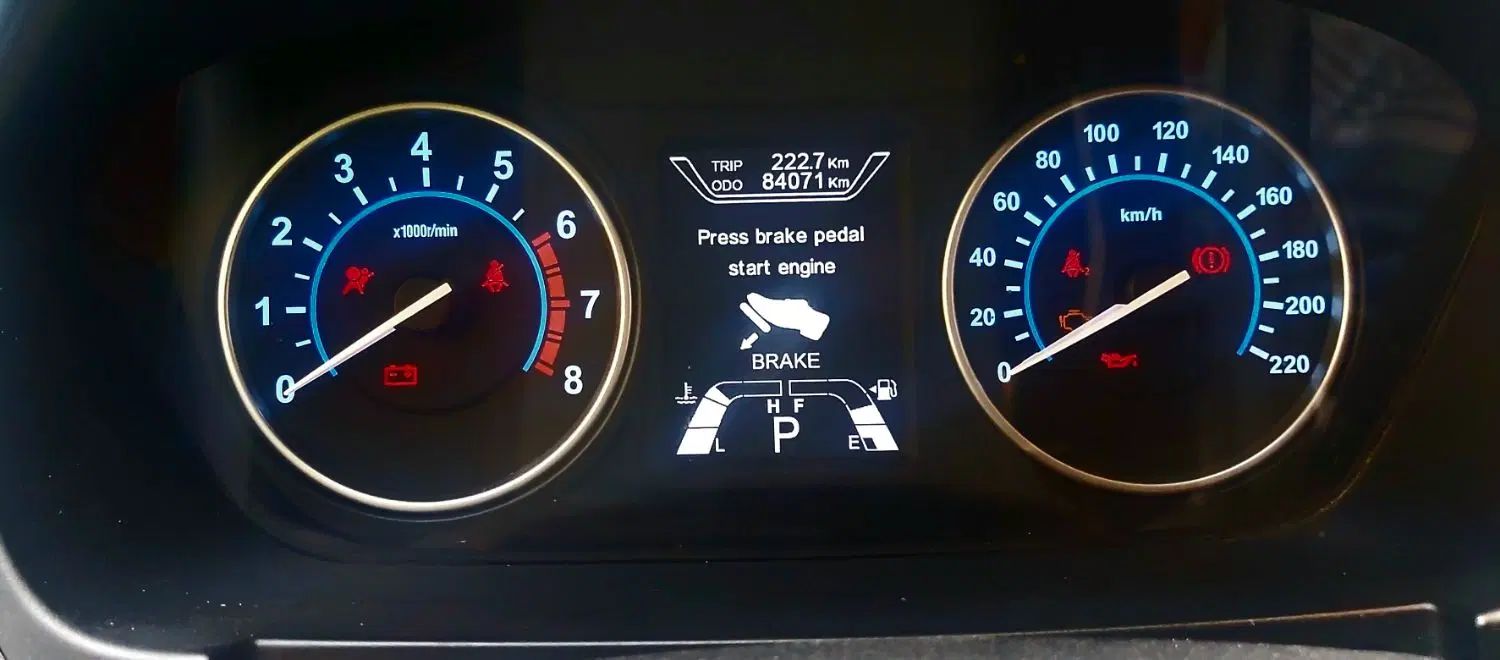 0
1
2
3
4
5
6
7
8
x1000r/min
TRIP 222.7 Km
ODO 84071 Km
Press brake pedal
start engine
BRAKE
H F
L P E
0
20
40
60
80
100
120
140
160
180
200
220
km/h
2